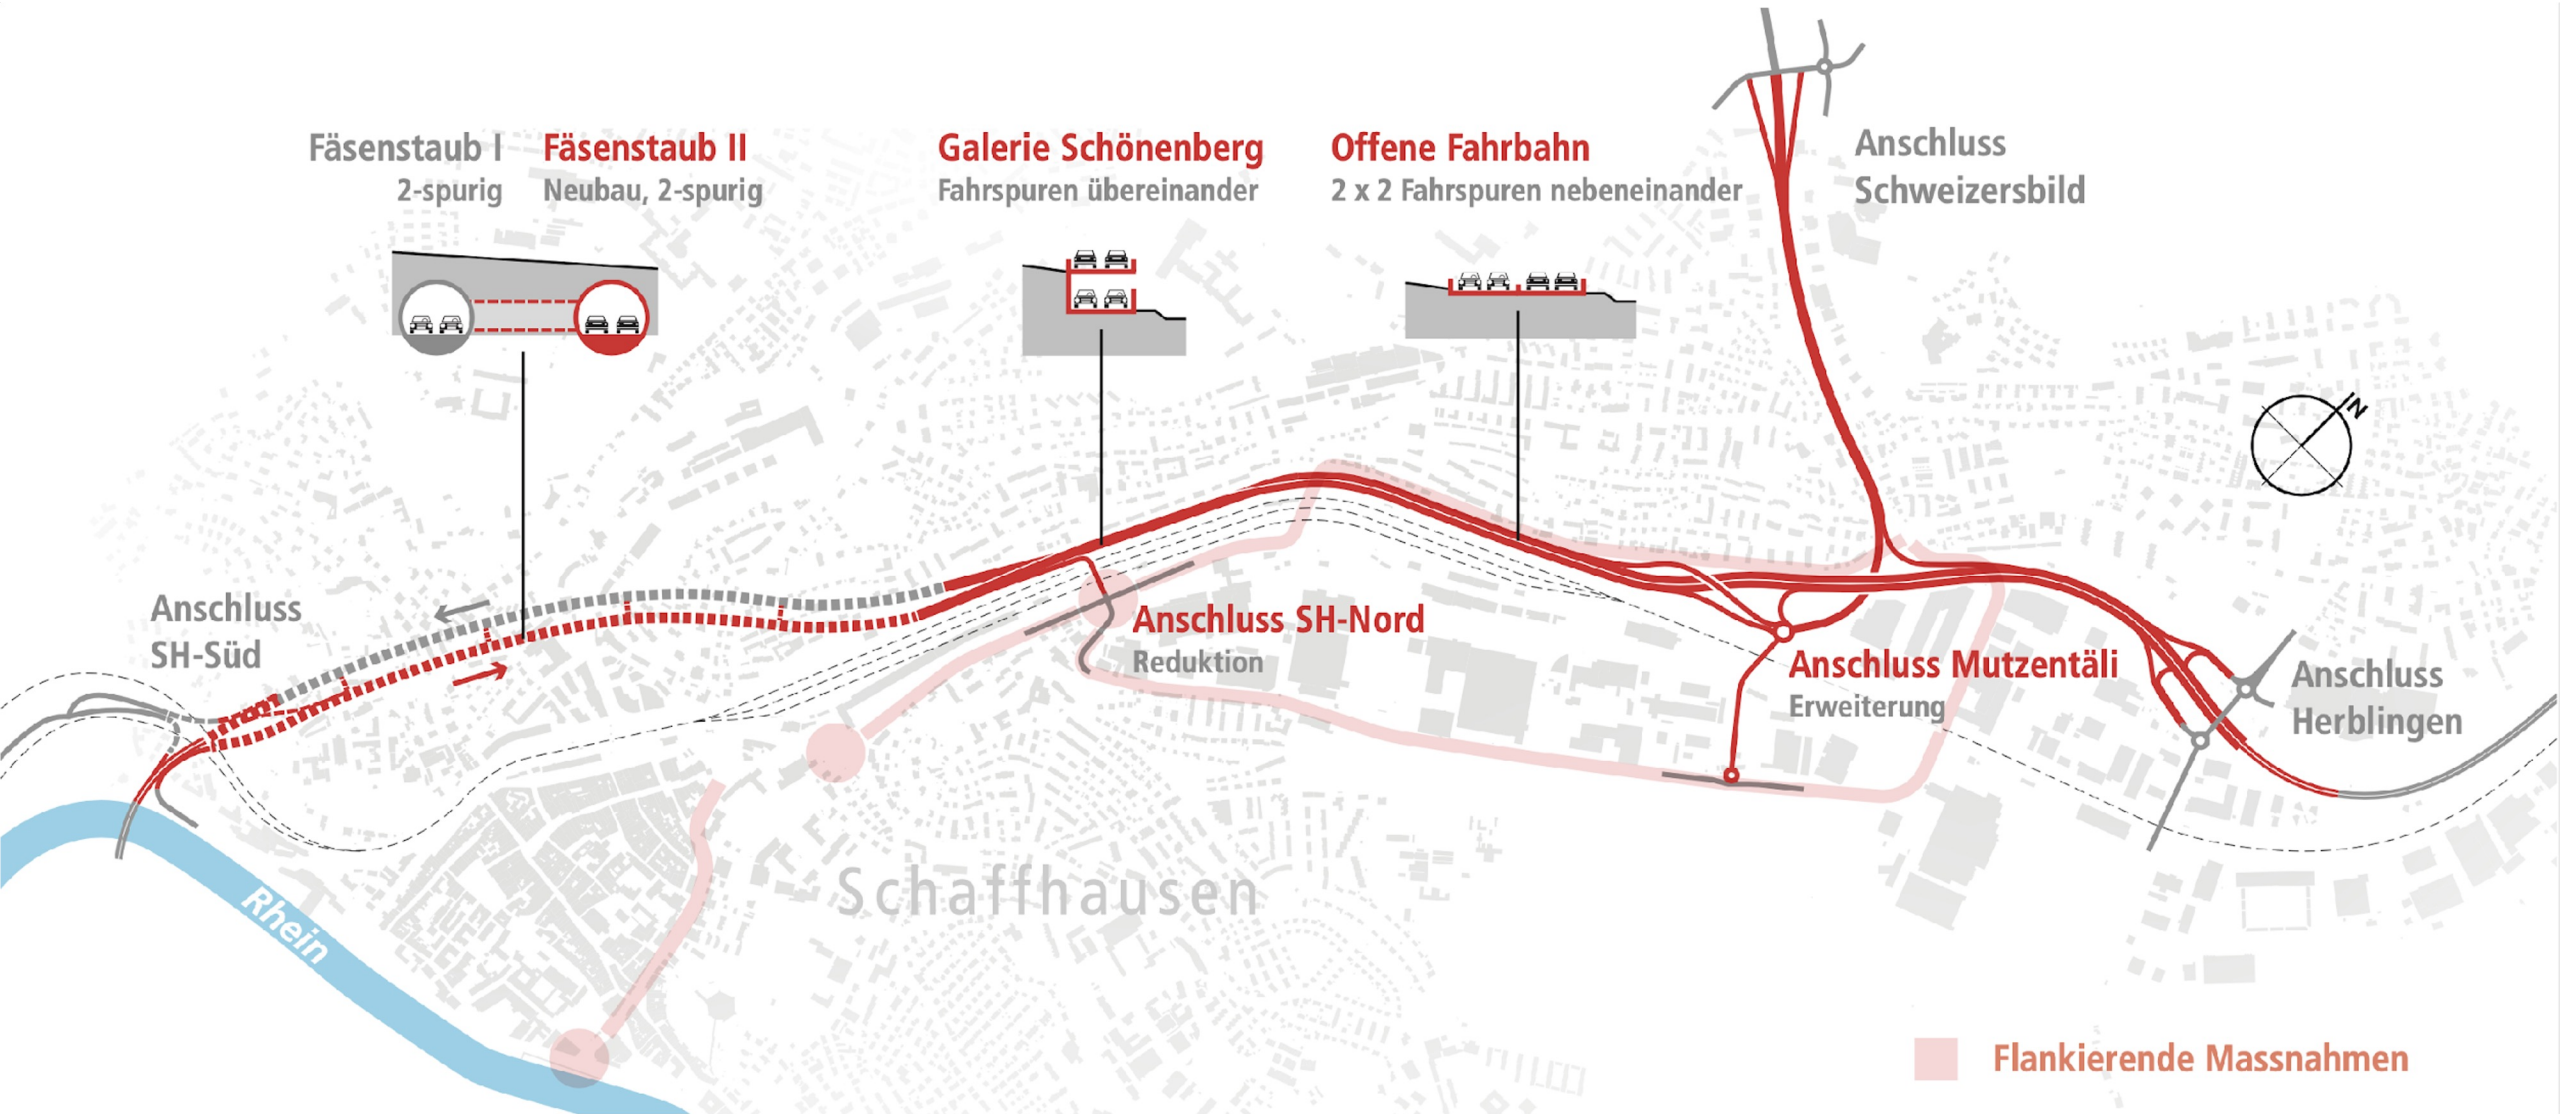 Fäsenstaub I
2-spurig
Fäsenstaub II
Neubau, 2-spurig
Galerie Schönenberg
Fahrspuren übereinander
Offene Fahrbahn
2 x 2 Fahrspuren nebeneinander
Anschluss
Schweizersbild
N
Anschluss
SH-Süd
Anschluss SH-Nord
Reduktion
Anschluss Mutzentäli
Erweiterung
Anschluss
Herblingen
Schaffhausen
Rhein
Flankierende Massnahmen